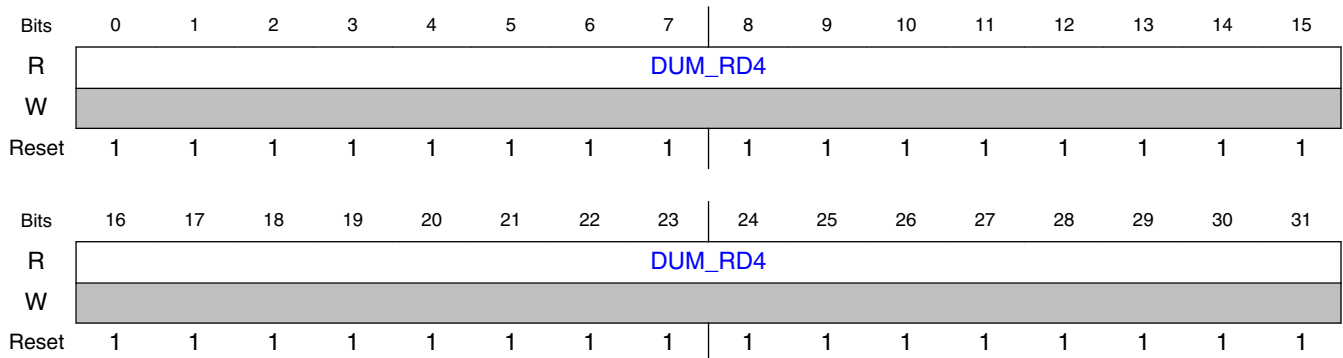 Bits 0 1 2 3 4 5 6 7 8 9 10 11 12 13 14 15
R DUM_RD4
W
Reset 1 1 1 1 1 1 1 1 1 1 1 1 1 1 1 1
Bits 16 17 18 19 20 21 22 23 24 25 26 27 28 29 30 31
R DUM_RD4
W
Reset 1 1 1 1 1 1 1 1 1 1 1 1 1 1 1 1